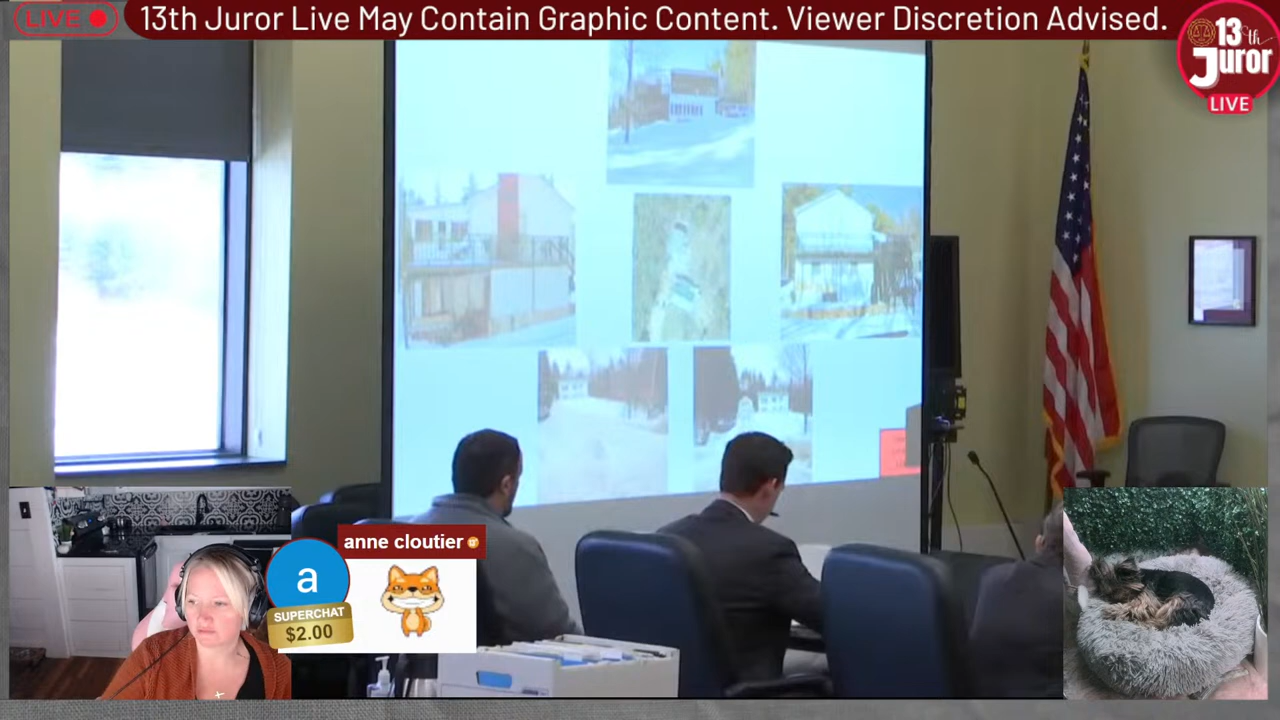 LIVE
13th Juror Live May Contain Graphic Content. Viewer Discretion Advised.
13th
Juror
LIVE
anne cloutier
a
SUPERCHAT
$2.00